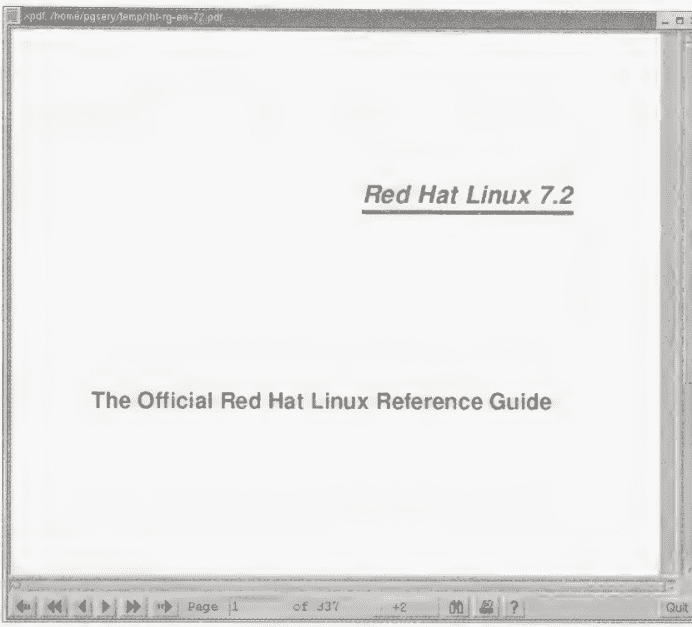 xpdf: /home/pgsery/temp/rhl-rg-en-72.pdf
Red Hat Linux 7.2
The Official Red Hat Linux Reference Guide
Page 1 of 337 +2 ? Quit